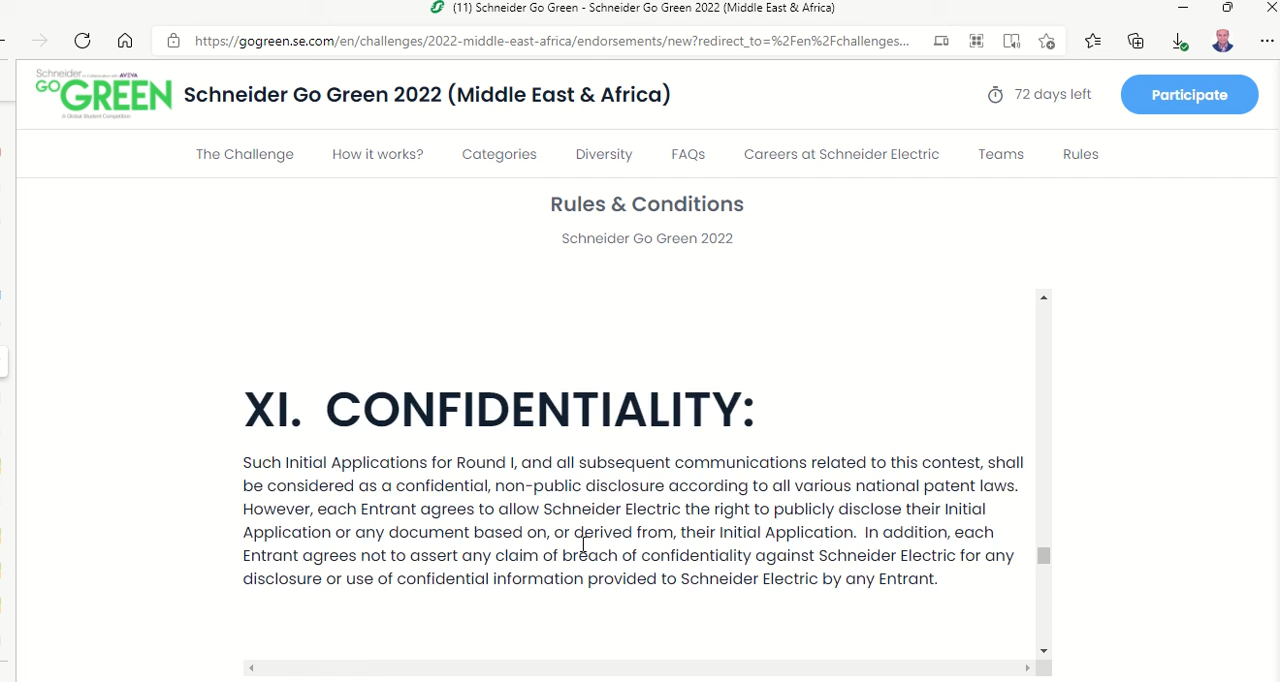 (11) Schneider Go Green - Schneider Go Green 2022 (Middle East & Africa)
https://gogreen.se.com/en/challenges/2022-middle-east-africa/endorsements/new?redirect_to=%2Fen%2Fchallenges...
Schneider in collaboration with AVEVA
GO GREEN
A Global Student Competition
Schneider Go Green 2022 (Middle East & Africa)
72 days left
Participate
The Challenge
How it works?
Categories
Diversity
FAQs
Careers at Schneider Electric
Teams
Rules
Rules & Conditions
Schneider Go Green 2022
XI. CONFIDENTIALITY:
Such Initial Applications for Round I, and all subsequent communications related to this contest, shall
be considered as a confidential, non-public disclosure according to all various national patent laws.
However, each Entrant agrees to allow Schneider Electric the right to publicly disclose their Initial
Application or any document based on, or derived from, their Initial Application. In addition, each
Entrant agrees not to assert any claim of breach of confidentiality against Schneider Electric for any
disclosure or use of confidential information provided to Schneider Electric by any Entrant.